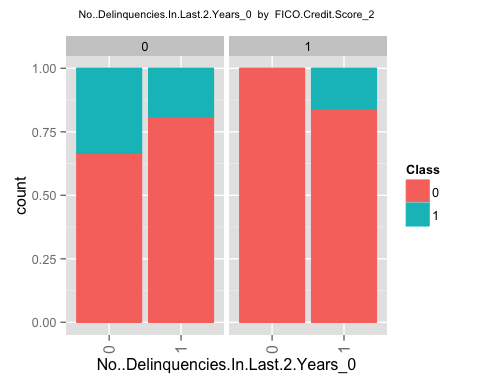 No..Delinquencies.In.Last.2.Years_0 by FICO.Credit.Score_2
0 1
1.00
0.75
0.50
0.25
0.00
count
0 1 0 1
No..Delinquencies.In.Last.2.Years_0
Class
0
1